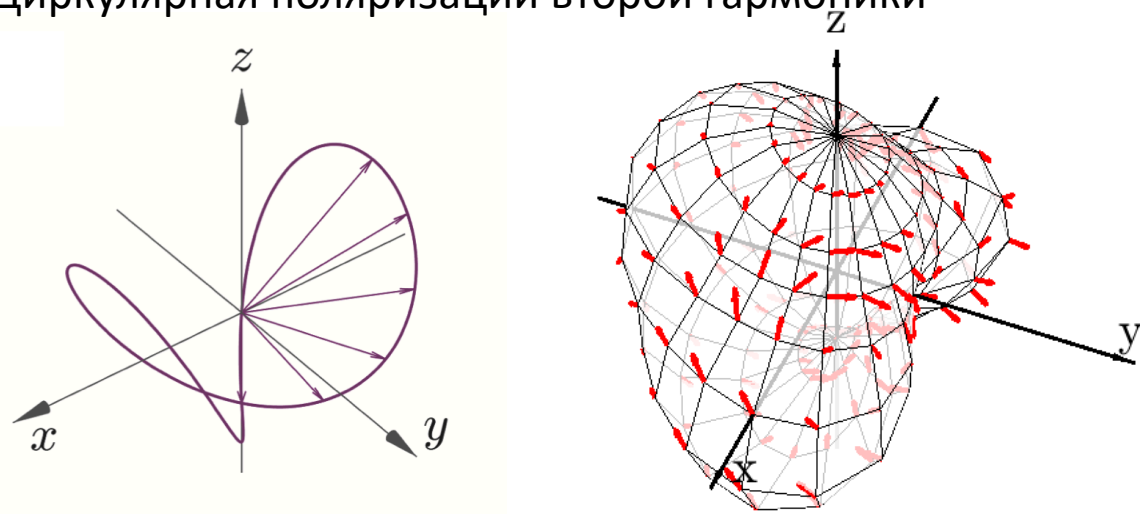 циркулярная поляризации второй гармоники
z
x
y
z
y
x